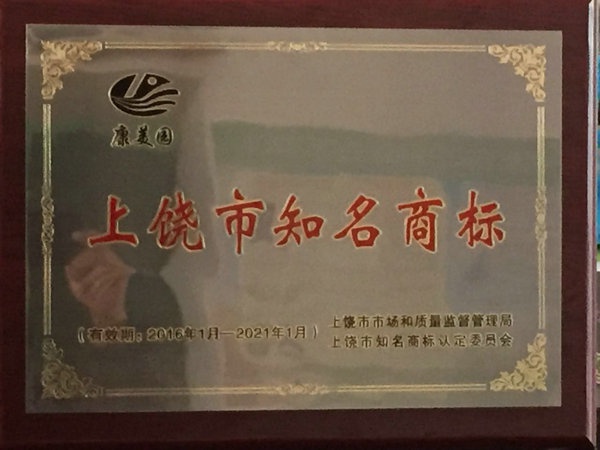 康美园
上饶市知名商标
（有效期：2016年1月—2021年1月）
上饶市市场和质量监督管理局
上饶市知名商标认定委员会